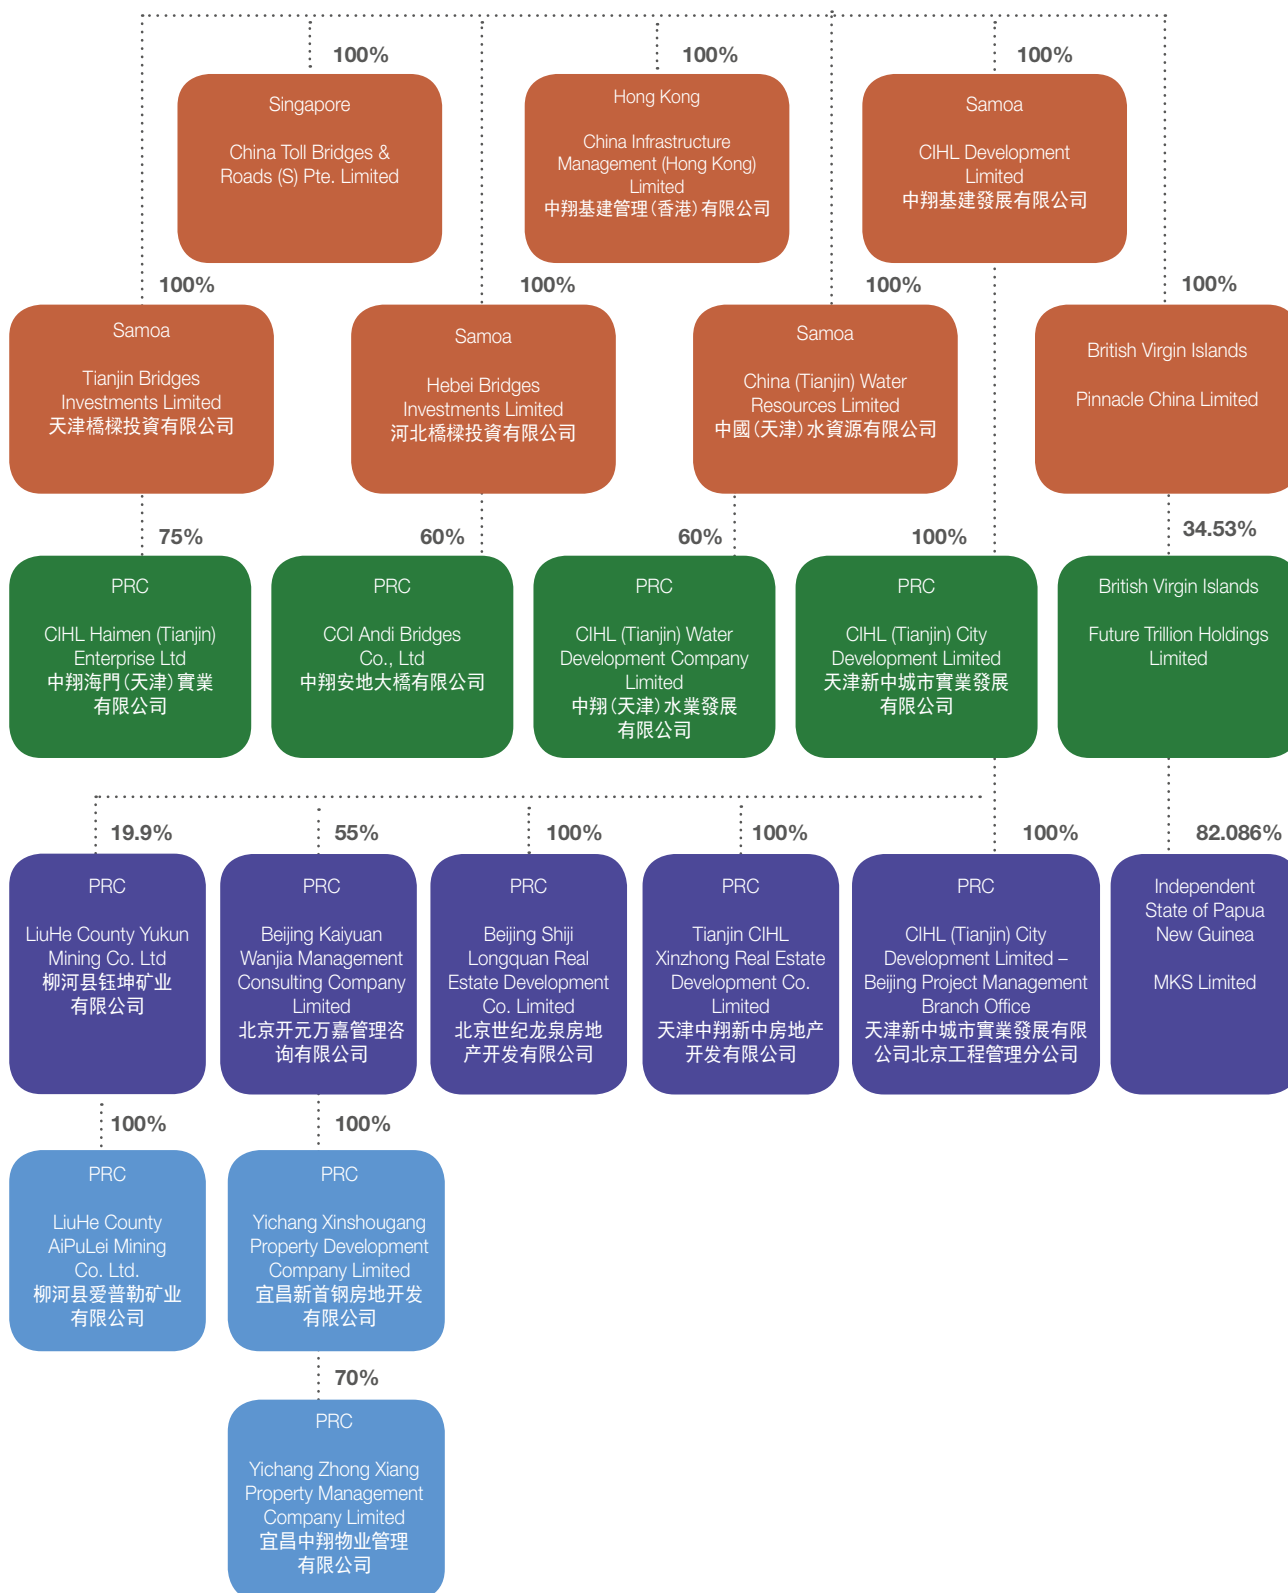 100%
Singapore
China Toll Bridges &
Roads (S) Pte. Limited
100%
Hong Kong
China Infrastructure
Management (Hong Kong)
Limited
中翔基建管理(香港)有限公司
100%
Samoa
CIHL Development
Limited
中翔基建發展有限公司
100%
Samoa
Tianjin Bridges
Investments Limited
天津橋樑投資有限公司
100%
Samoa
Hebei Bridges
Investments Limited
河北橋樑投資有限公司
100%
Samoa
China (Tianjin) Water
Resources Limited
中國(天津)水資源有限公司
100%
British Virgin Islands
Pinnacle China Limited
75%
PRC
CIHL Haimen (Tianjin)
Enterprise Ltd
中翔海門(天津)實業
有限公司
60%
PRC
CCI Andi Bridges
Co., Ltd
中翔安地大橋有限公司
60%
PRC
CIHL (Tianjin) Water
Development Company
Limited
中翔(天津)水業發展
有限公司
100%
PRC
CIHL (Tianjin) City
Development Limited
天津新中城市實業發展
有限公司
34.53%
British Virgin Islands
Future Trillion Holdings
Limited
19.9%
PRC
LiuHe County Yukun
Mining Co. Ltd
柳河县钰坤矿业
有限公司
55%
PRC
Beijing Kaiyuan
Wanjia Management
Consulting Company
Limited
北京开元万嘉管理咨
询有限公司
100%
PRC
Beijing Shiji
Longquan Real
Estate Development
Co. Limited
北京世纪龙泉房地
产开发有限公司
100%
PRC
Tianjin CIHL
Xinzhong Real Estate
Development Co.
Limited
天津中翔新中房地产
开发有限公司
100%
PRC
CIHL (Tianjin) City
Development Limited –
Beijing Project Management
Branch Office
天津新中城市實業發展有限
公司北京工程管理分公司
82.086%
Independent
State of Papua
New Guinea
MKS Limited
100%
PRC
LiuHe County
AiPuLei Mining
Co. Ltd.
柳河县爱普勒矿业
有限公司
100%
PRC
Yichang Xinshougang
Property Development
Company Limited
宜昌新首钢房地开发
有限公司
70%
PRC
Yichang Zhong Xiang
Property Management
Company Limited
宜昌中翔物业管理
有限公司